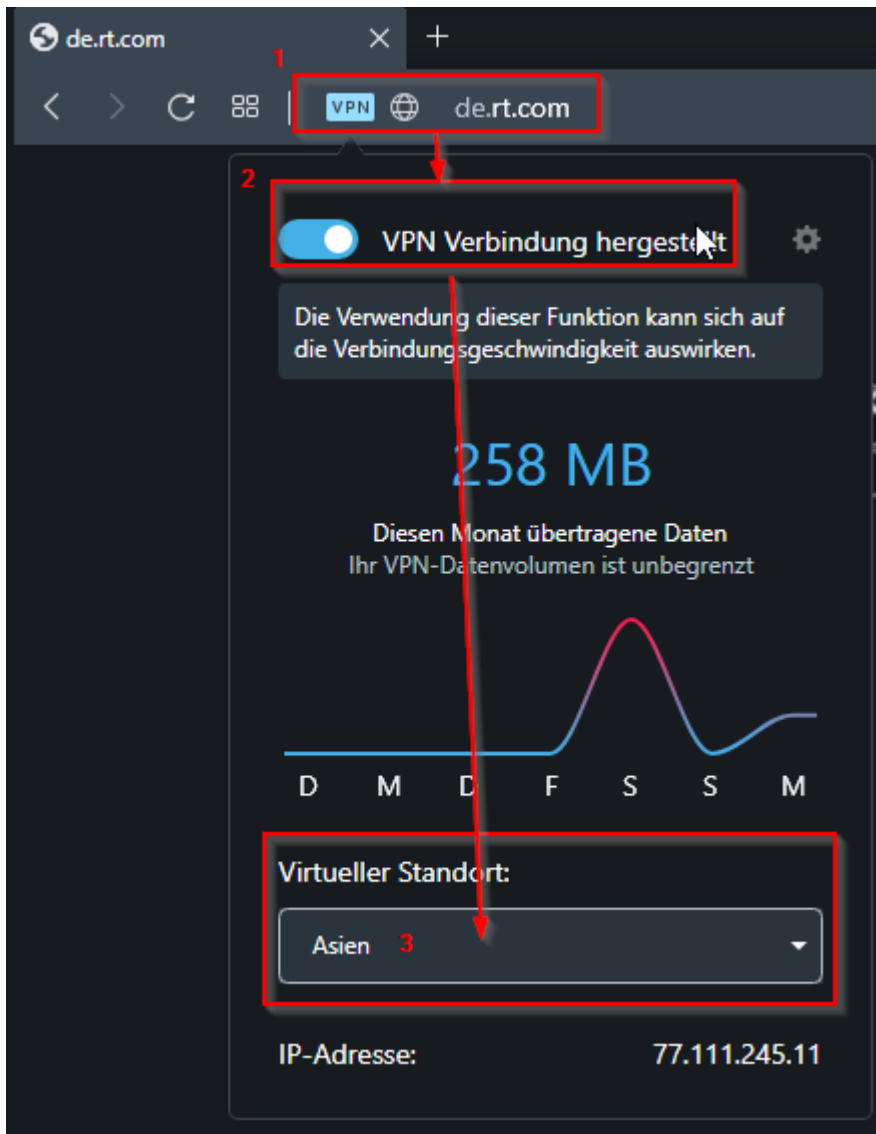 de.rt.com
1
VPN de.rt.com
2
VPN Verbindung hergestellt
Die Verwendung dieser Funktion kann sich auf
die Verbindungsgeschwindigkeit auswirken.
258 MB
Diesen Monat übertragene Daten
Ihr VPN-Datenvolumen ist unbegrenzt
D M D F S S M
Virtueller Standort:
Asien 3
IP-Adresse: 77.111.245.11